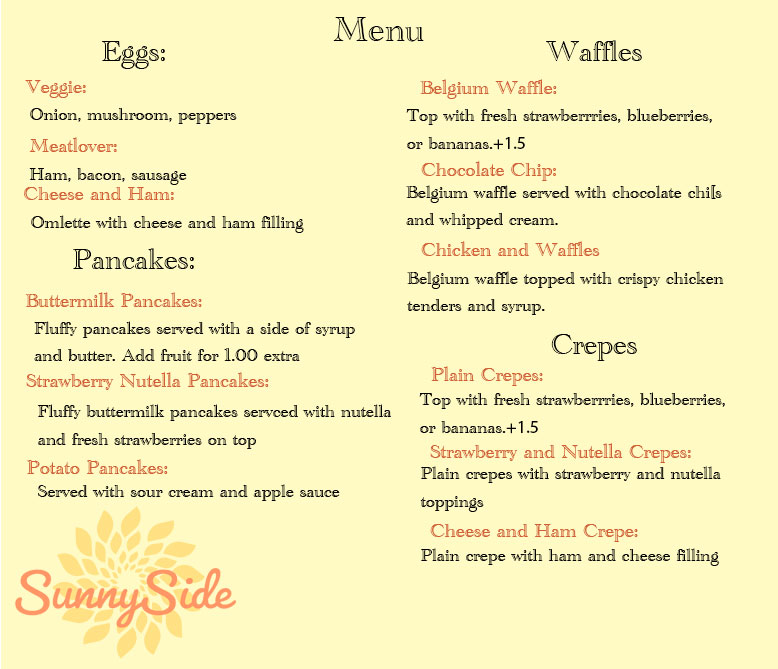 Menu
Eggs:
Veggie:
Onion, mushroom, peppers
Meatlover:
Ham, bacon, sausage
Cheese and Ham:
Omlette with cheese and ham filling
Pancakes:
Buttermilk Pancakes:
Fluffy pancakes served with a side of syrup
and butter. Add fruit for 1.00 extra
Strawberry Nutella Pancakes:
Fluffy buttermilk pancakes servced with nutella
and fresh strawberries on top
Potato Pancakes:
Served with sour cream and apple sauce
SunnySide
Waffles
Belgium Waffle:
Top with fresh strawberrries, blueberries,
or bananas.+1.5
Chocolate Chip:
Belgium waffle served with chocolate chi[s
and whipped cream.
Chicken and Waffles
Belgium waffle topped with crispy chicken
tenders and syrup.
Crepes
Plain Crepes:
Top with fresh strawberrries, blueberries,
or bananas.+1.5
Strawberry and Nutella Crepes:
Plain crepes with strawberry and nutella
toppings
Cheese and Ham Crepe:
Plain crepe with ham and cheese filling